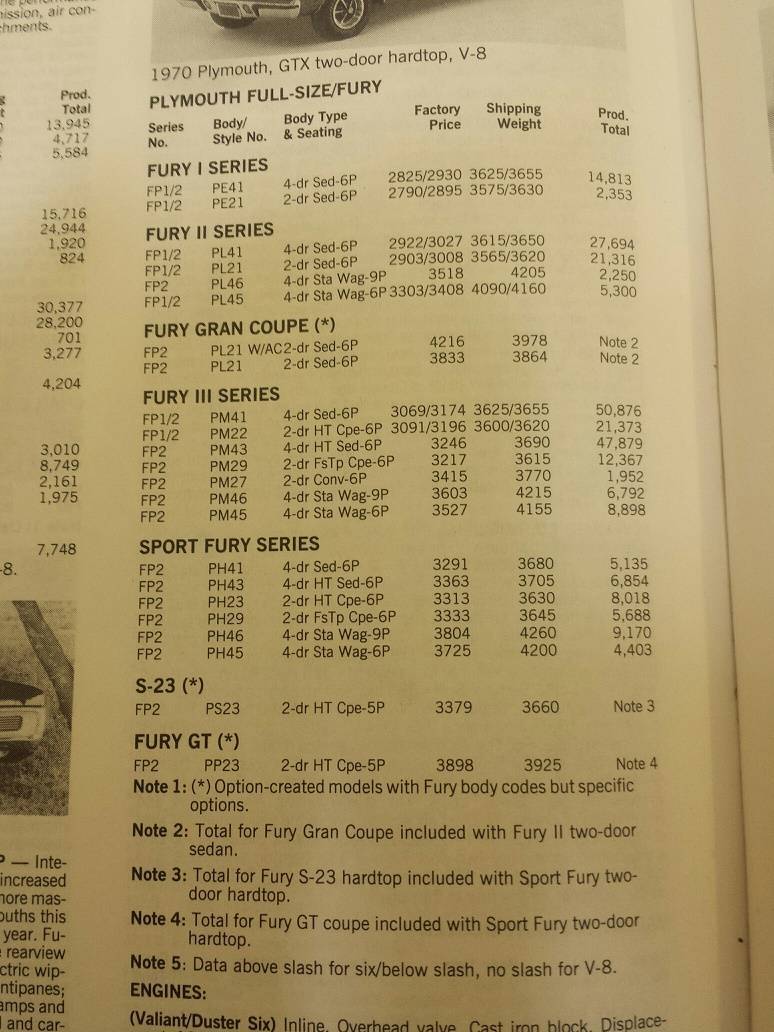 ission, air con-
chments.
Prod.
Total
13,945
4,717
5,584
15,716
24,944
1,920
824
30,377
28,200
701
3,277
4,204
3,010
8,749
2,161
1,975
7,748
-8.
P — Inte-
increased
more mas-
ouths this
year. Fu-
rearview
ctric wip-
ntipanes;
amps and
l and car-
1970 Plymouth, GTX two-door hardtop, V-8
PLYMOUTH FULL-SIZE/FURY
Series No. Body/ Style No. Body Type & Seating Factory Price Shipping Weight Prod. Total
FURY I SERIES
FP1/2 PE41 4-dr Sed-6P 2825/2930 3625/3655 14,813
FP1/2 PE21 2-dr Sed-6P 2790/2895 3575/3630 2,353
FURY II SERIES
FP1/2 PL41 4-dr Sed-6P 2922/3027 3615/3650 27,694
FP1/2 PL21 2-dr Sed-6P 2903/3008 3565/3620 21,316
FP2 PL46 4-dr Sta Wag-9P 3518 4205 2,250
FP1/2 PL45 4-dr Sta Wag-6P 3303/3408 4090/4160 5,300
FURY GRAN COUPE (*)
FP2 PL21 W/AC 2-dr Sed-6P 4216 3978 Note 2
FP2 PL21 2-dr Sed-6P 3833 3864 Note 2
FURY III SERIES
FP1/2 PM41 4-dr Sed-6P 3069/3174 3625/3655 50,876
FP1/2 PM22 2-dr HT Cpe-6P 3091/3196 3600/3620 21,373
FP2 PM43 4-dr HT Sed-6P 3246 3690 47,879
FP2 PM29 2-dr FsTp Cpe-6P 3217 3615 12,367
FP2 PM27 2-dr Conv-6P 3415 3770 1,952
FP2 PM46 4-dr Sta Wag-9P 3603 4215 6,792
FP2 PM45 4-dr Sta Wag-6P 3527 4155 8,898
SPORT FURY SERIES
FP2 PH41 4-dr Sed-6P 3291 3680 5,135
FP2 PH43 4-dr HT Sed-6P 3363 3705 6,854
FP2 PH23 2-dr HT Cpe-6P 3313 3630 8,018
FP2 PH29 2-dr FsTp Cpe-6P 3333 3645 5,688
FP2 PH46 4-dr Sta Wag-9P 3804 4260 9,170
FP2 PH45 4-dr Sta Wag-6P 3725 4200 4,403
S-23 (*)
FP2 PS23 2-dr HT Cpe-5P 3379 3660 Note 3
FURY GT (*)
FP2 PP23 2-dr HT Cpe-5P 3898 3925 Note 4
Note 1: (*) Option-created models with Fury body codes but specific
options.
Note 2: Total for Fury Gran Coupe included with Fury II two-door
sedan.
Note 3: Total for Fury S-23 hardtop included with Sport Fury two-
door hardtop.
Note 4: Total for Fury GT coupe included with Sport Fury two-door
hardtop.
Note 5: Data above slash for six/below slash, no slash for V-8.
ENGINES:
(Valiant/Duster Six) Inline. Overhead valve. Cast iron block. Displace-